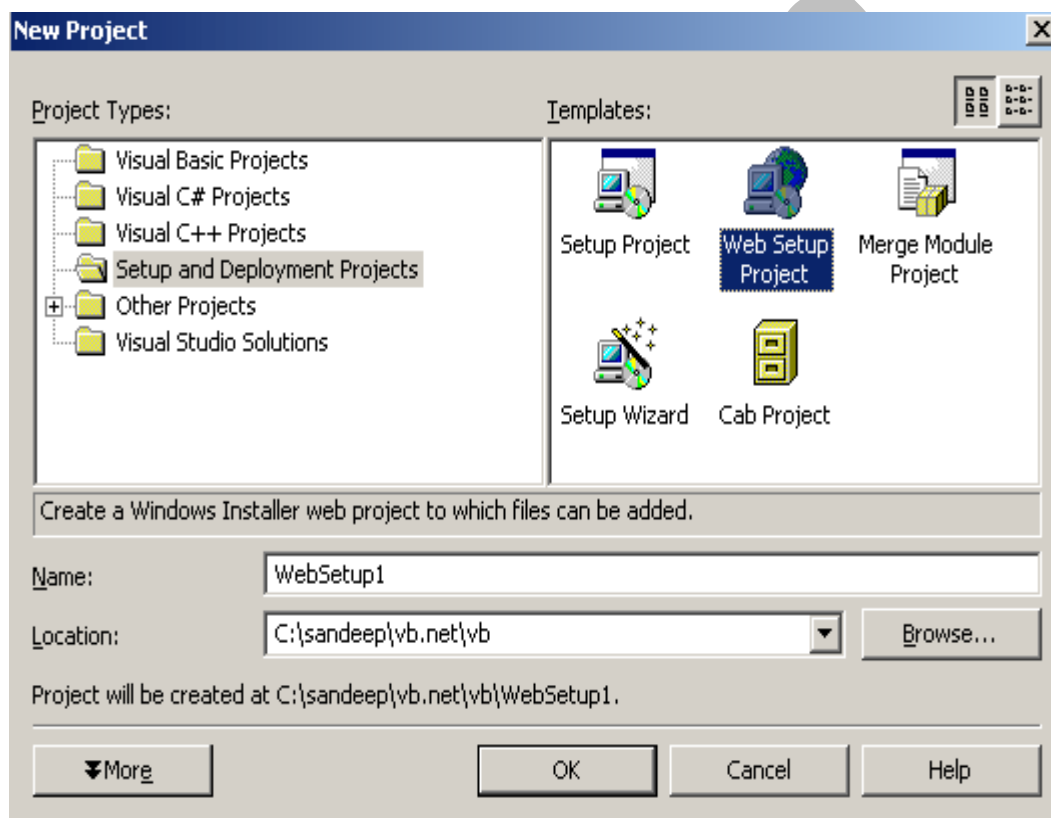 New Project
Project Types:
Templates:
Visual Basic Projects
Visual C# Projects
Visual C++ Projects
Setup and Deployment Projects
Other Projects
Visual Studio Solutions
Setup Project
Web Setup
Project
Merge Module
Project
Setup Wizard
Cab Project
Create a Windows Installer web project to which files can be added.
Name:
WebSetup1
Location:
C:\sandeep\vb.net\vb
Browse...
Project will be created at C:\sandeep\vb.net\vb\WebSetup1.
More
OK
Cancel
Help